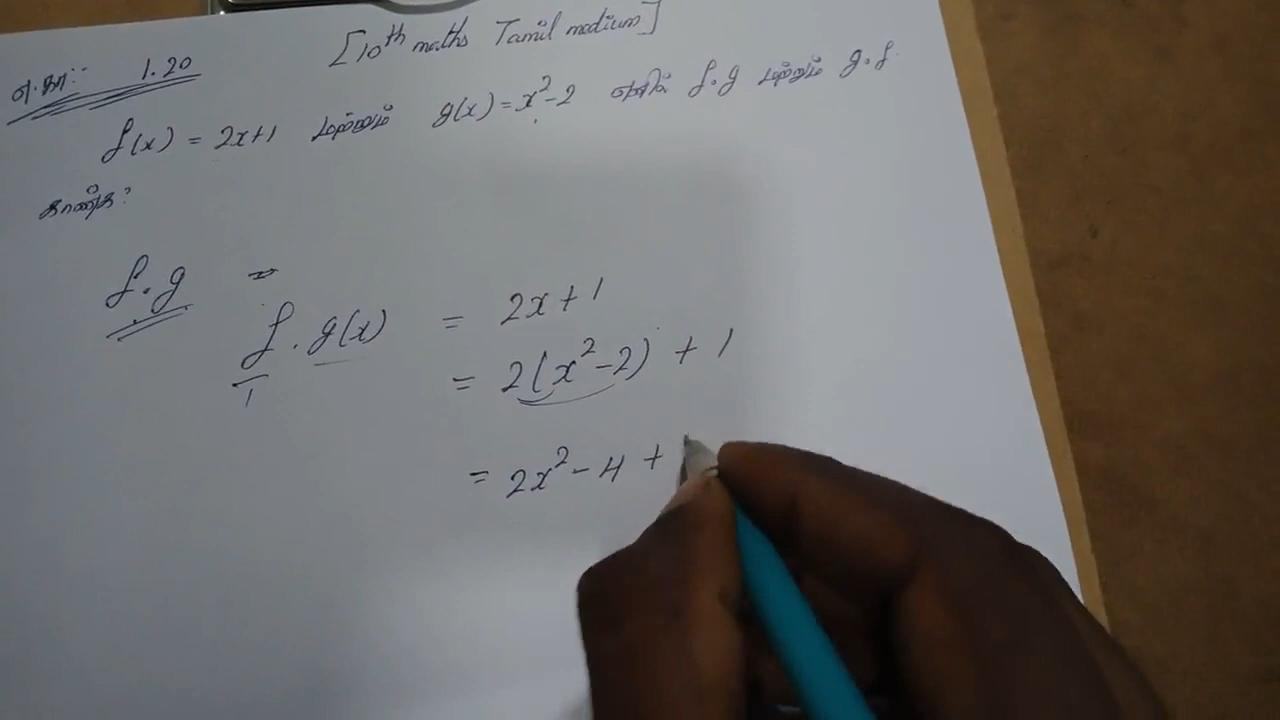 [10th maths Tamil medium]
எ.கா:- 1.20
f(x) = 2x+1 மற்றும் g(x) = x²-2 எனில் f.g மற்றும் g.f
காண்க?
f.g =
f.g(x) = 2x+1
= 2(x²-2) + 1
= 2x²-4 +